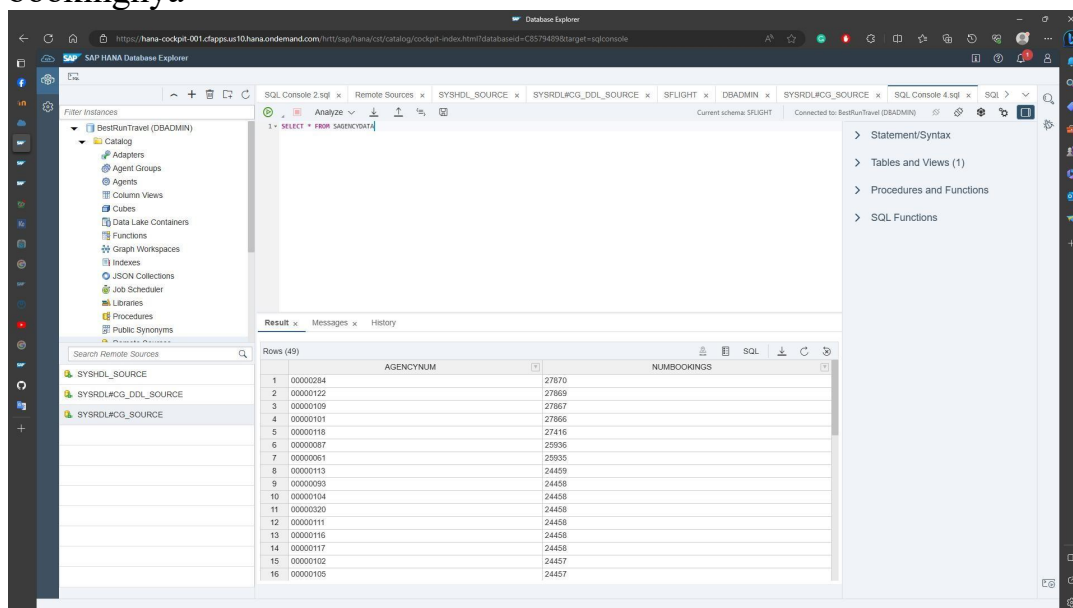 bookingnya
Database Explorer
https://hana-cockpit-001.cfapps.us10.hana.ondemand.com/hrtt/sap/hana/cst/catalog/cockpit-index.html?databaseid=C8579489&target=sqlconsole
SAP SAP HANA Database Explorer
SQL Console 2.sql x Remote Sources x SYSHDL_SOURCE x SYSRDL#CG_DDL_SOURCE x SFLIGHT x DBADMIN x SYSRDL#CG_SOURCE x SQL Console 4.sql x SQL
Filter Instances
Analyze
Current schema: SFLIGHT Connected to: BestRunTravel (DBADMIN)
1 SELECT * FROM SAGENCYDATA
BestRunTravel (DBADMIN)
Catalog
Adapters
Agent Groups
Agents
Column Views
Cubes
Data Lake Containers
Functions
Graph Workspaces
Indexes
JSON Collections
Job Scheduler
Libraries
Procedures
Public Synonyms
Remote Sources
Statement/Syntax
Tables and Views (1)
Procedures and Functions
SQL Functions
Search Remote Sources
SYSHDL_SOURCE
SYSRDL#CG_DDL_SOURCE
SYSRDL#CG_SOURCE
Result x Messages x History
Rows (49) SQL
AGENCYNUM NUMBOOKINGS
1 00000284 27870
2 00000122 27869
3 00000109 27867
4 00000101 27866
5 00000118 27416
6 00000087 25936
7 00000061 25935
8 00000113 24459
9 00000093 24458
10 00000104 24458
11 00000320 24458
12 00000111 24458
13 00000116 24458
14 00000117 24458
15 00000102 24457
16 00000105 24457